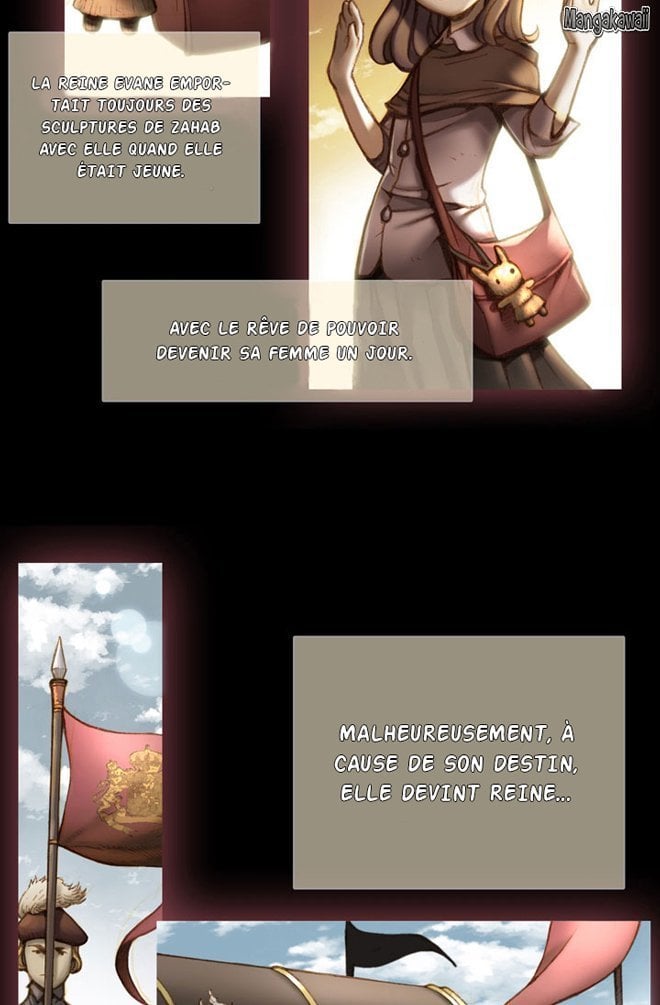 Mangakawaii
LA REINE EVANE EMPOR-
TAIT TOUJOURS DES
SCULPTURES DE ZAHAB
AVEC ELLE QUAND ELLE
ÉTAIT JEUNE.
AVEC LE RÊVE DE POUVOIR
DEVENIR SA FEMME UN JOUR.
MALHEUREUSEMENT, À
CAUSE DE SON DESTIN,
ELLE DEVINT REINE...